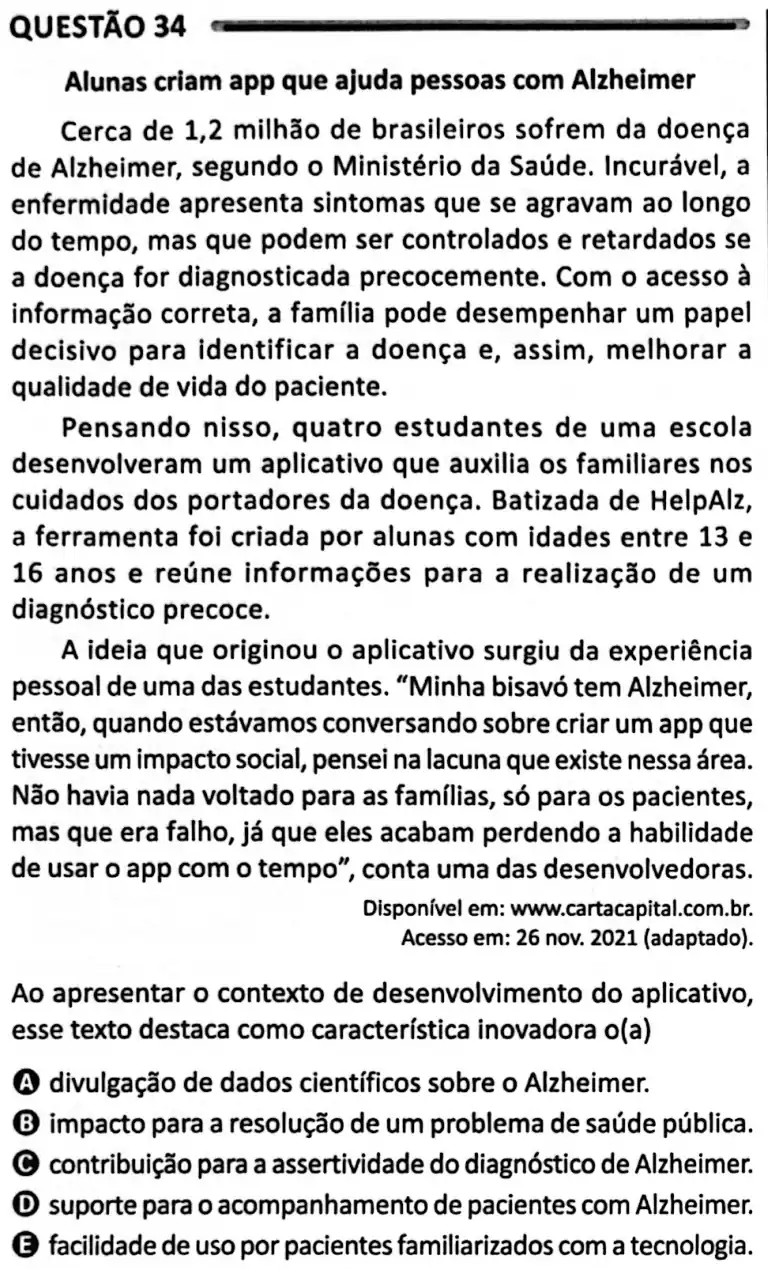 QUESTÃO 34
Alunas criam app que ajuda pessoas com Alzheimer
Cerca de 1,2 milhão de brasileiros sofrem da doença
de Alzheimer, segundo o Ministério da Saúde. Incurável, a
enfermidade apresenta sintomas que se agravam ao longo
do tempo, mas que podem ser controlados e retardados se
a doença for diagnosticada precocemente. Com o acesso à
informação correta, a família pode desempenhar um papel
decisivo para identificar a doença e, assim, melhorar a
qualidade de vida do paciente.
Pensando nisso, quatro estudantes de uma escola
desenvolveram um aplicativo que auxilia os familiares nos
cuidados dos portadores da doença. Batizada de HelpAlz,
a ferramenta foi criada por alunas com idades entre 13 e
16 anos e reúne informações para a realização de um
diagnóstico precoce.
A ideia que originou o aplicativo surgiu da experiência
pessoal de uma das estudantes. "Minha bisavó tem Alzheimer,
então, quando estávamos conversando sobre criar um app que
tivesse um impacto social, pensei na lacuna que existe nessa área.
Não havia nada voltado para as famílias, só para os pacientes,
mas que era falho, já que eles acabam perdendo a habilidade
de usar o app com o tempo", conta uma das desenvolvedoras.
Disponível em: www.cartacapital.com.br.
Acesso em: 26 nov. 2021 (adaptado).
Ao apresentar o contexto de desenvolvimento do aplicativo,
esse texto destaca como característica inovadora o(a)
A divulgação de dados científicos sobre o Alzheimer.
B impacto para a resolução de um problema de saúde pública.
C contribuição para a assertividade do diagnóstico de Alzheimer.
D suporte para o acompanhamento de pacientes com Alzheimer.
E facilidade de uso por pacientes familiarizados com a tecnologia.